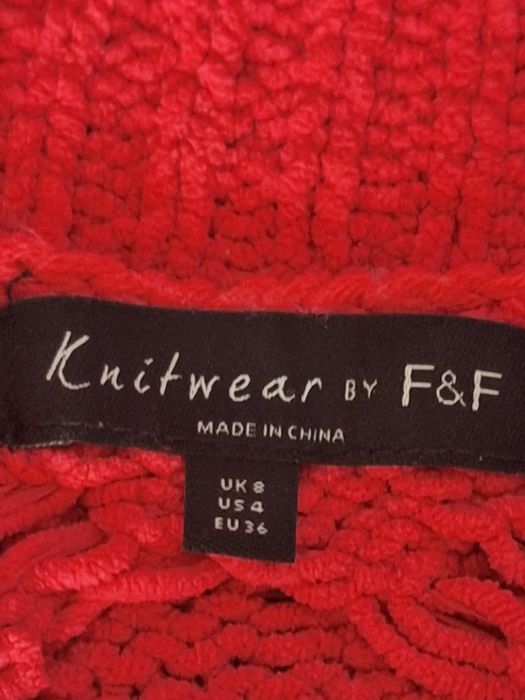 Knitwear BY F&F
MADE IN CHINA
UK 8
US 4
EU 36